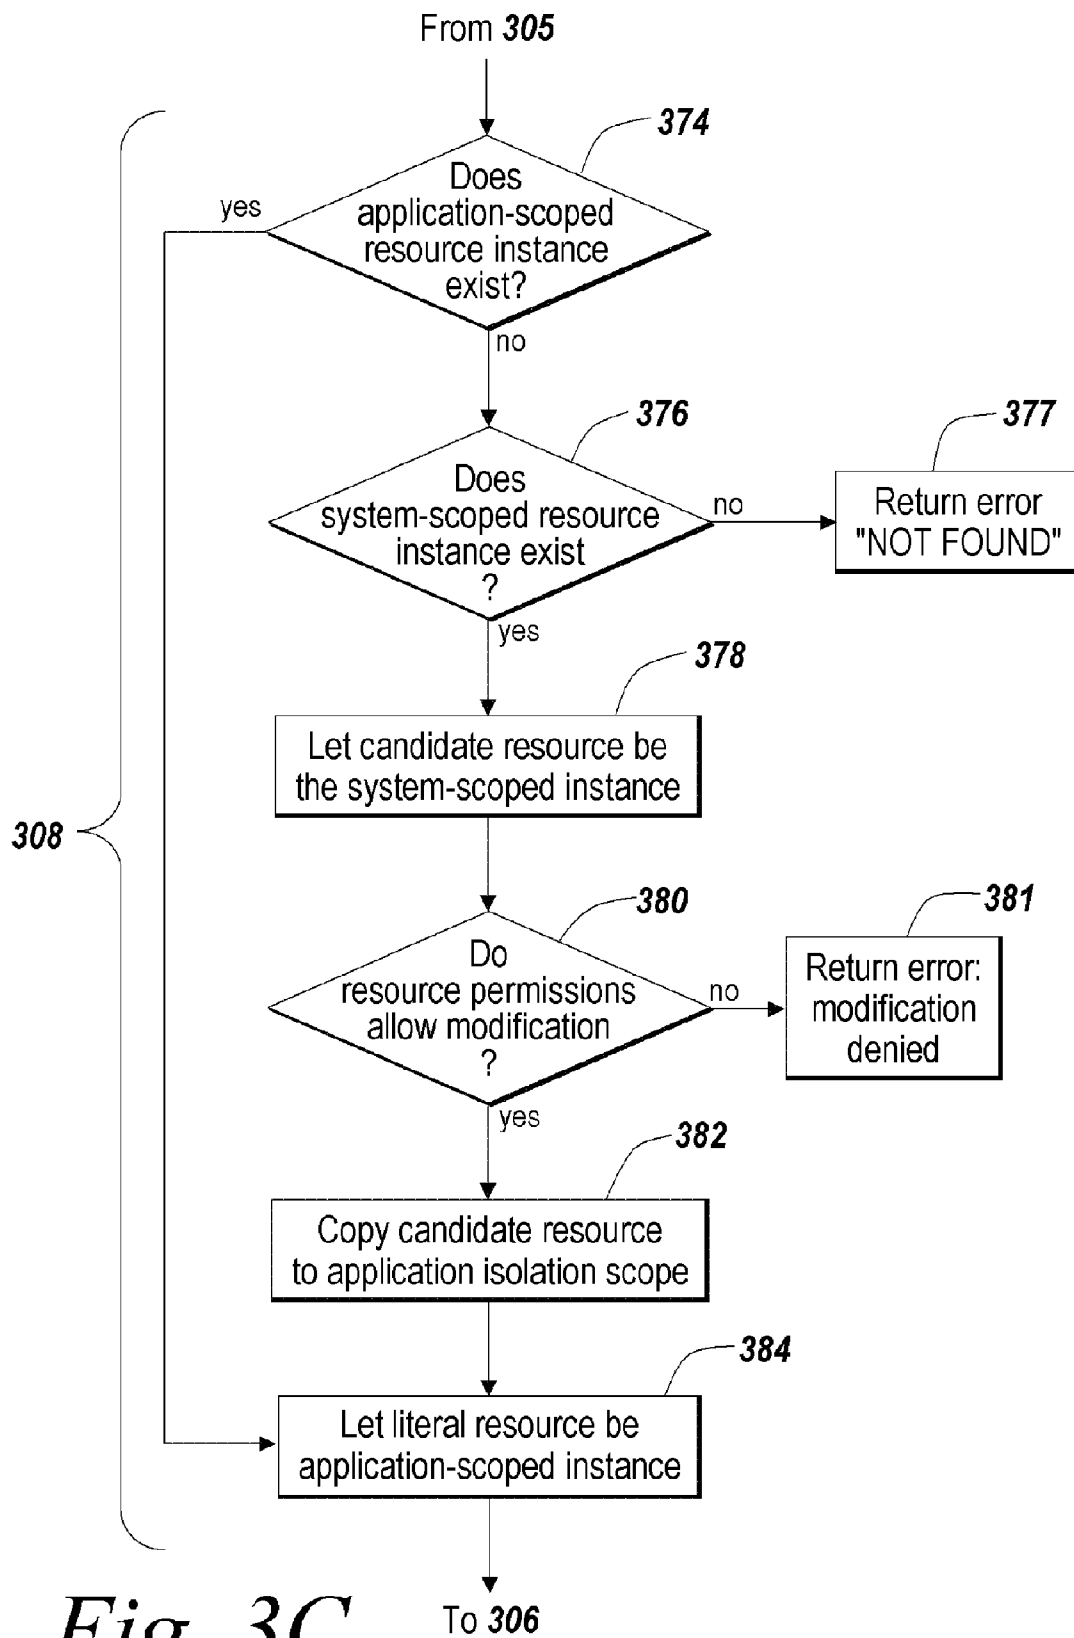 From 305
374
Does
application-scoped
resource instance
exist?
yes
no
376
377
Does
system-scoped resource
instance exist
?
no
Return error
"NOT FOUND"
yes
378
Let candidate resource be
the system-scoped instance
308
380
381
Do
resource permissions
allow modification
?
no
Return error:
modification
denied
yes
382
Copy candidate resource
to application isolation scope
384
Let literal resource be
application-scoped instance
Fig. 3C
To 306